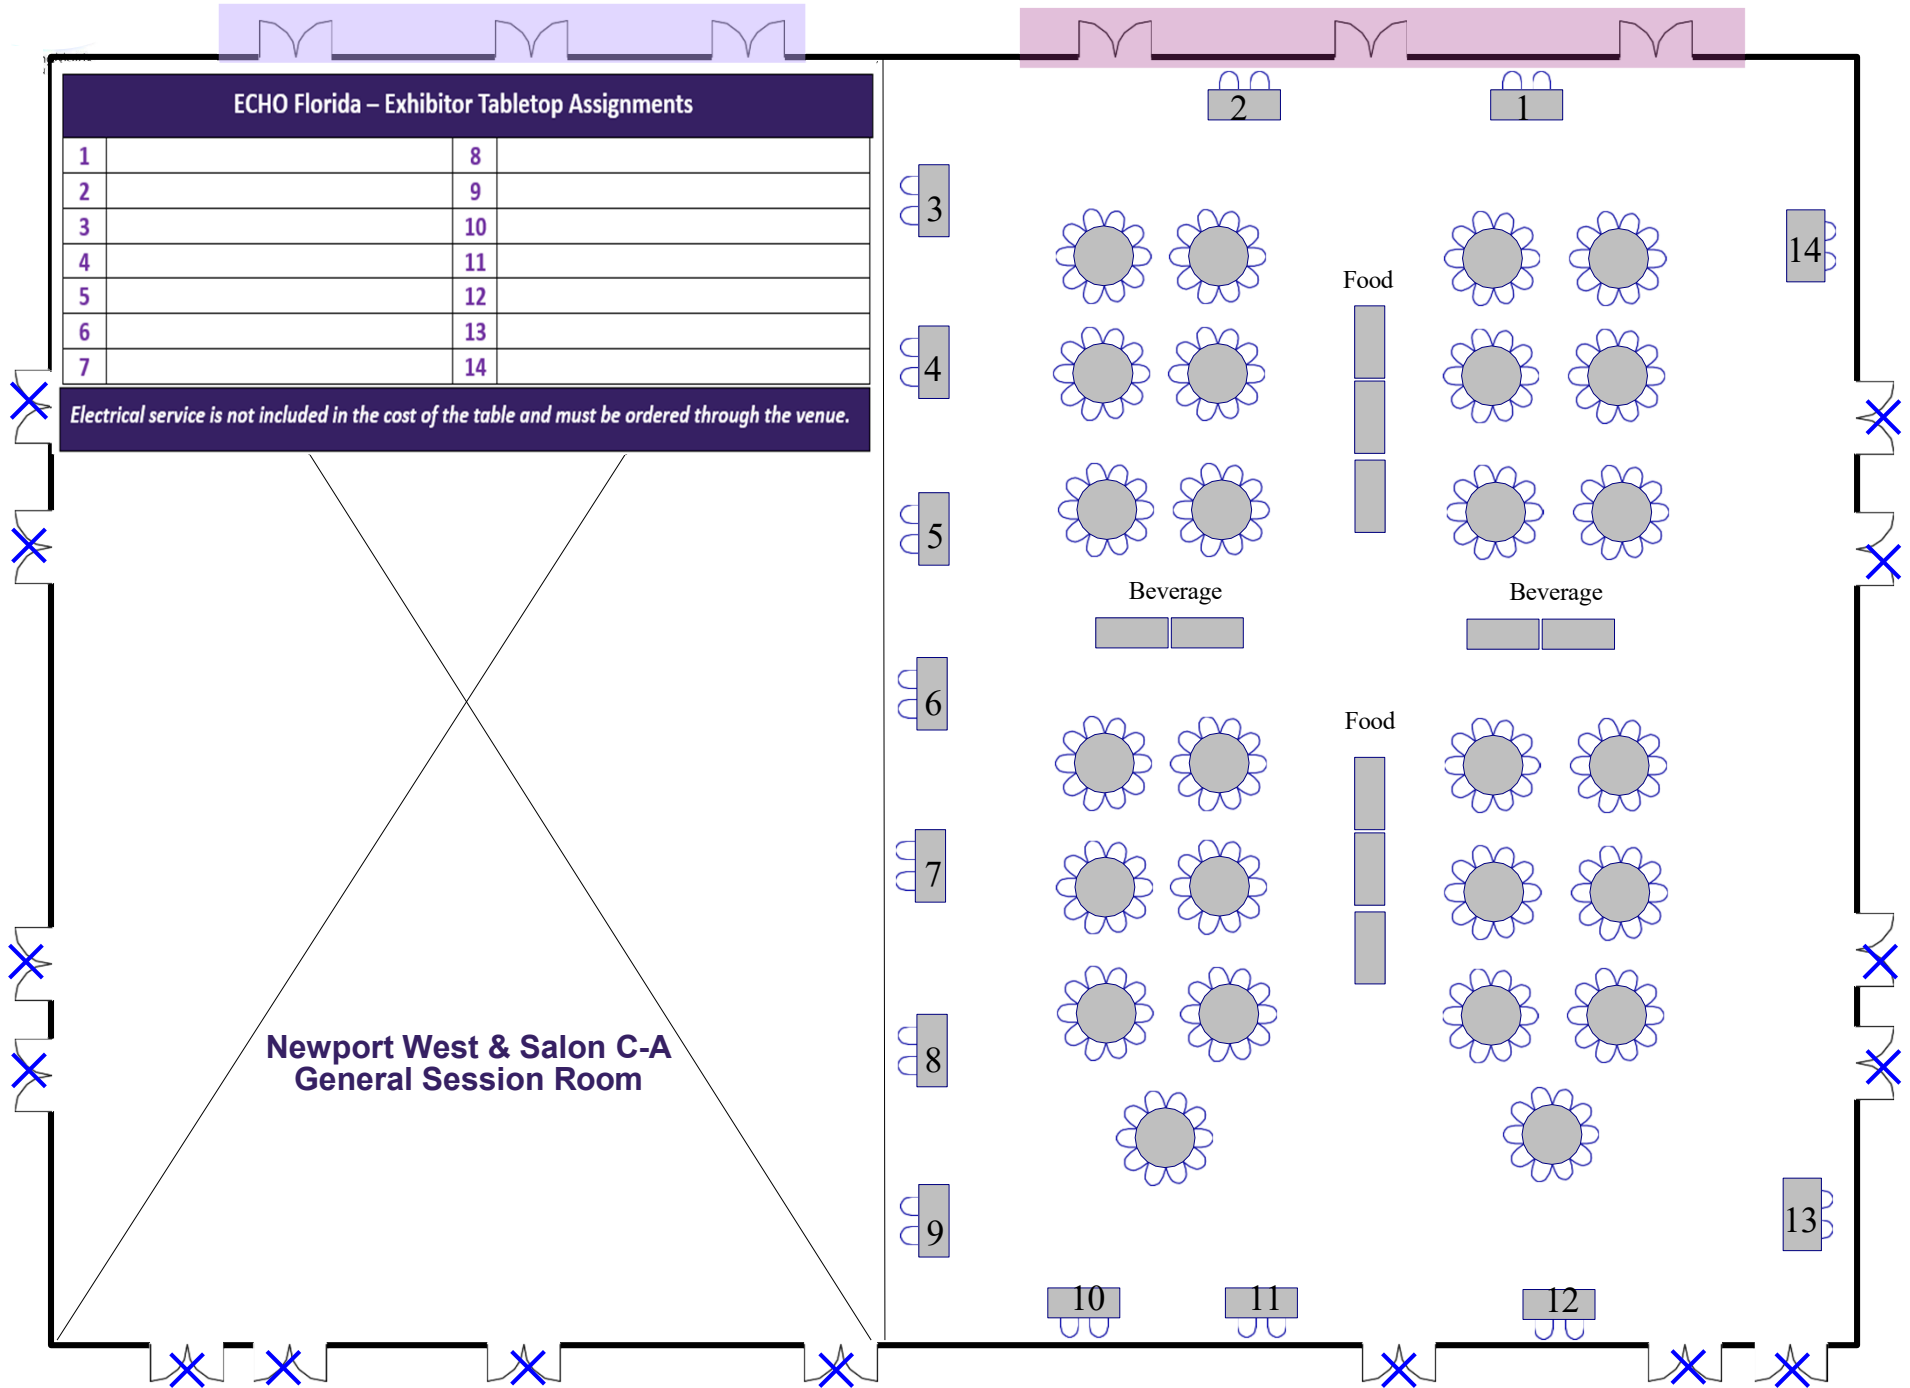 ECHO Florida – Exhibitor Tabletop Assignments
1 8
2 9
3 10
4 11
5 12
6 13
7 14
Electrical service is not included in the cost of the table and must be ordered through the venue.
Newport West & Salon C-A
General Session Room
2
1
3
14
Food
4
5
Beverage
Beverage
6
Food
7
8
9
13
10
11
12